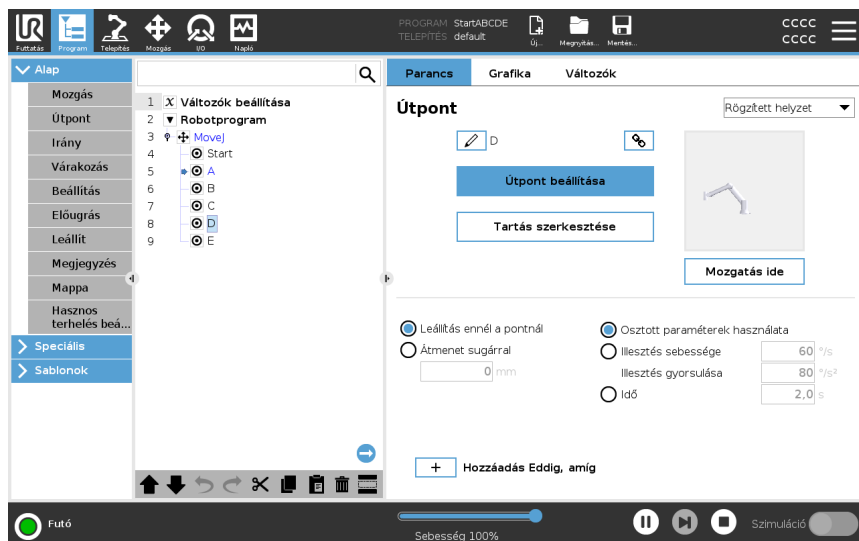 UR
Futtatás Program Telepítés Mozgás I/O Napló
PROGRAM StartABCDE
TELEPÍTÉS default
Új... Megnyitás... Mentés...
CCCC
CCCC
Alap
Mozgás
Útpont
Irány
Várakozás
Beállítás
Előugrás
Leállít
Megjegyzés
Mappa
Hasznos
terhelés beá...
Speciális
Sablonok
1 X Változók beállítása
2 Robotprogram
3 MoveJ
4 Start
5 A
6 B
7 C
8 D
9 E
Parancs Grafika Változók
Útpont
Rögzített helyzet
D
Útpont beállítása
Tartás szerkesztése
Mozgatás ide
Leállítás ennél a pontnál
Átmenet sugárral
0 mm
Osztott paraméterek használata
Illesztés sebessége 60 °/s
Illesztés gyorsulása 80 °/s²
Idő 2,0 s
+ Hozzáadás Eddig, amíg
Futó
Sebesség 100%
Szimuláció